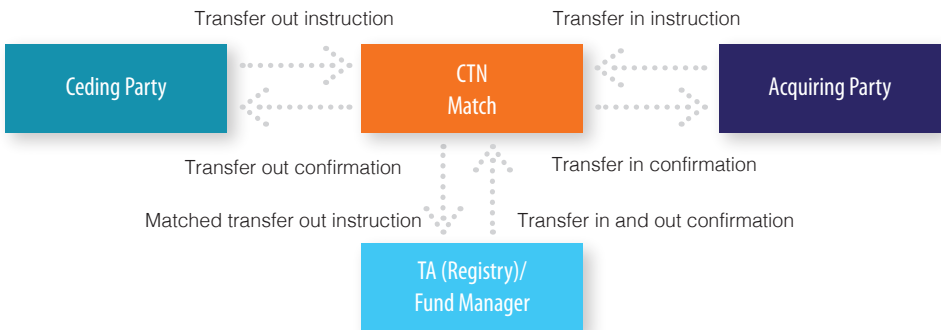 Transfer out instruction
Transfer in instruction
Ceding Party
CTN
Match
Acquiring Party
Transfer out confirmation
Transfer in confirmation
Matched transfer out instruction
Transfer in and out confirmation
TA (Registry)/
Fund Manager